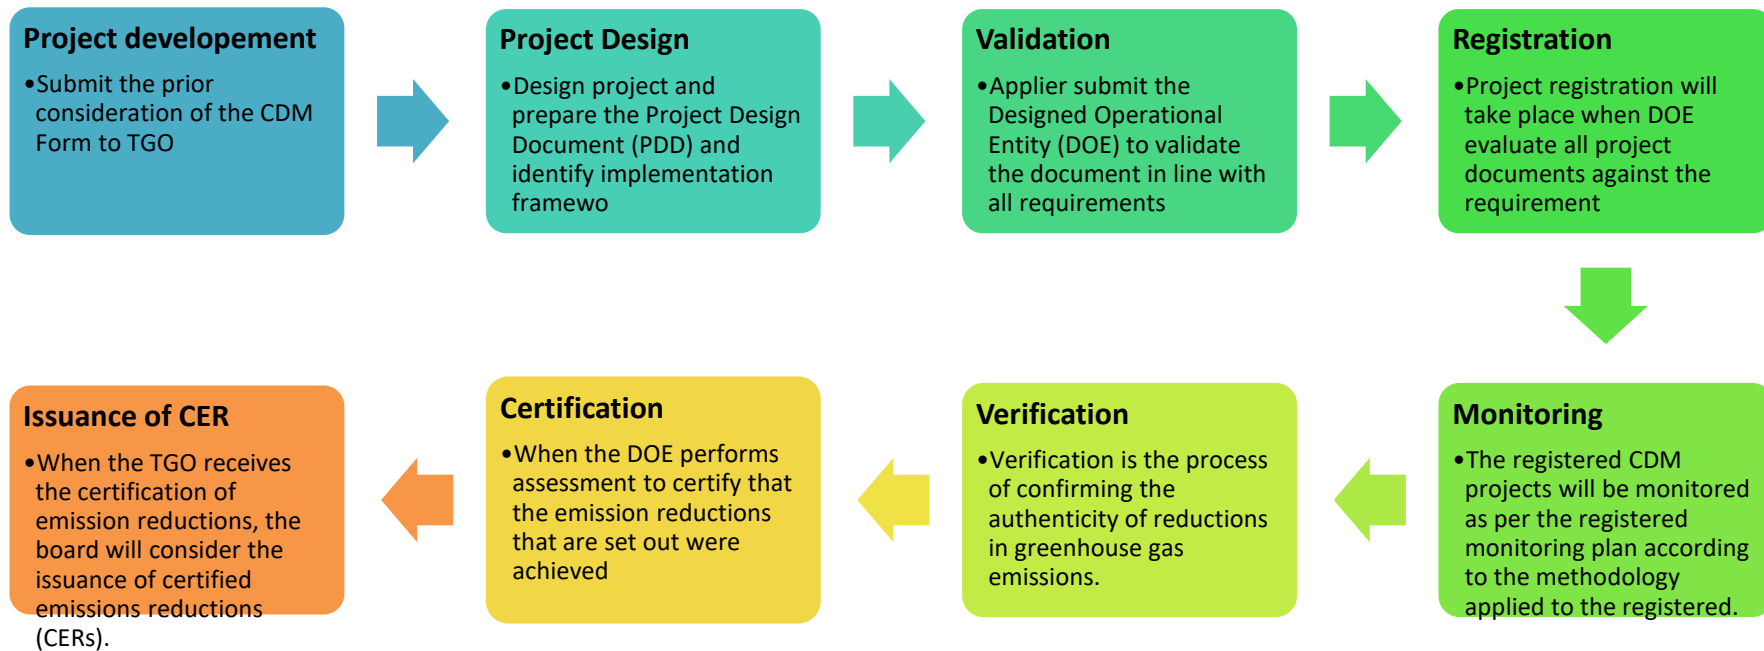 Project developement
•Submit the prior
consideration of the CDM
Form to TGO
Project Design
•Design project and
prepare the Project Design
Document (PDD) and
identify implementation
framewo
Validation
•Applier submit the
Designed Operational
Entity (DOE) to validate
the document in line with
all requirements
Registration
•Project registration will
take place when DOE
evaluate all project
documents against the
requirement
Monitoring
•The registered CDM
projects will be monitored
as per the registered
monitoring plan according
to the methodology
applied to the registered.
Verification
•Verification is the process
of confirming the
authenticity of reductions
in greenhouse gas
emissions.
Certification
•When the DOE performs
assessment to certify that
the emission reductions
that are set out were
achieved
Issuance of CER
•When the TGO receives
the certification of
emission reductions, the
board will consider the
issuance of certified
emissions reductions
(CERs).